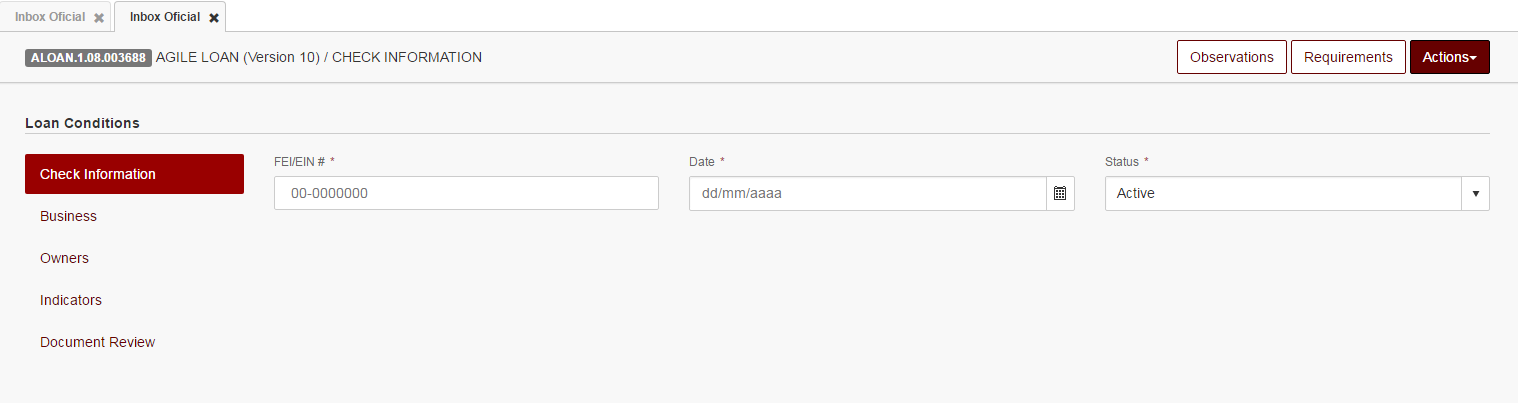 Inbox Oficial ✖ Inbox Oficial ✖
ALOAN.1.08.003688 AGILE LOAN (Version 10) / CHECK INFORMATION Observations Requirements Actions
Loan Conditions
Check Information
Business
Owners
Indicators
Document Review
FEI/EIN # *
00-0000000
Date *
dd/mm/aaaa
Status *
Active